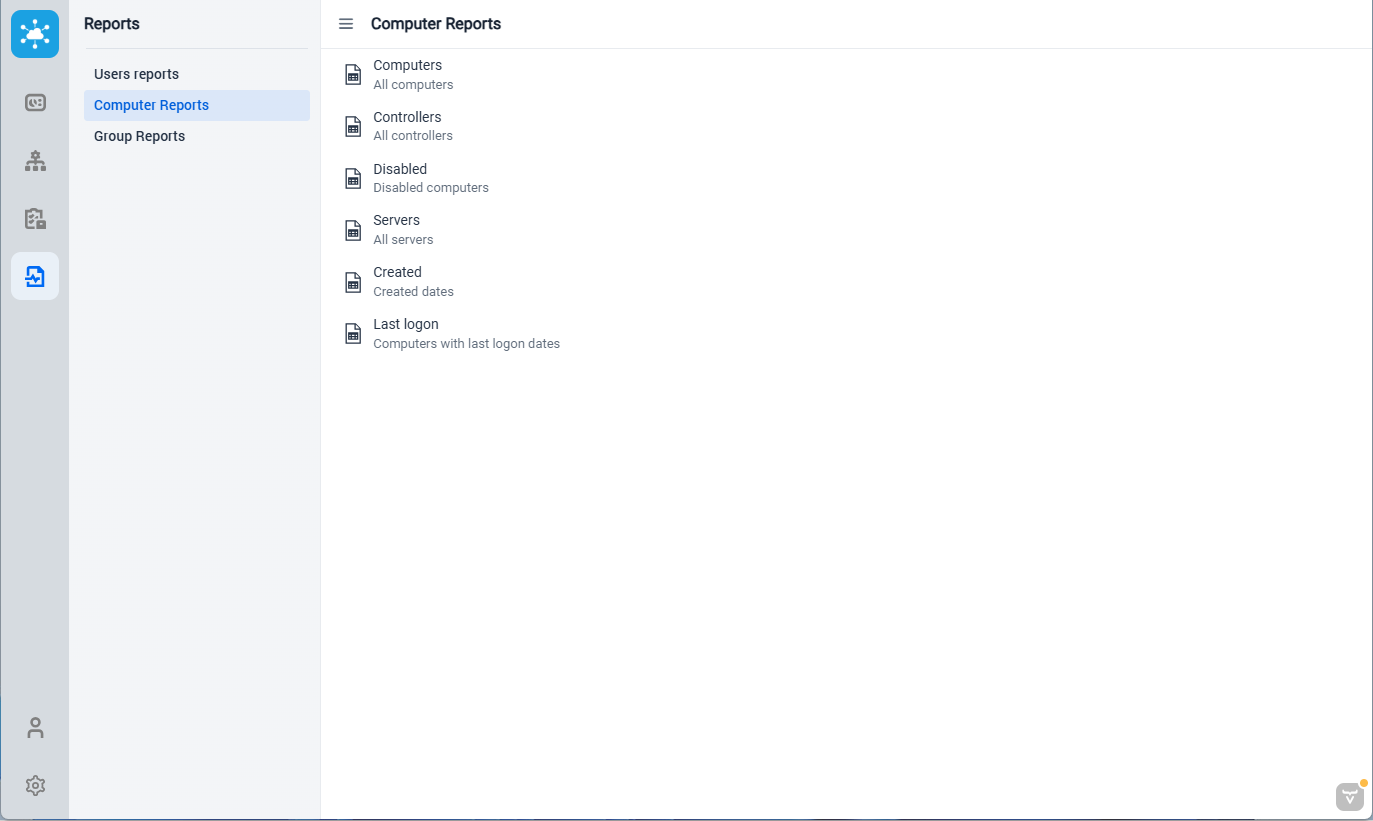 Reports
Users reports
Computer Reports
Group Reports
Computer Reports
Computers
All computers
Controllers
All controllers
Disabled
Disabled computers
Servers
All servers
Created
Created dates
Last logon
Computers with last logon dates